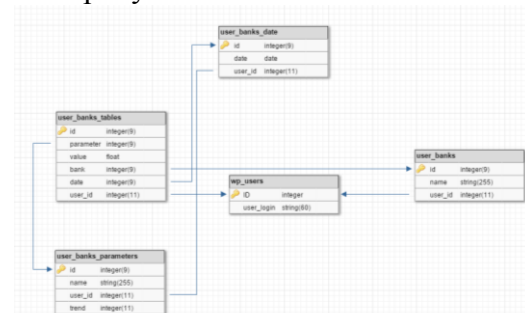 user_banks_date
id integer(9)
date date
user_id integer(11)
user_banks_tables
id integer(9)
parameter integer(9)
value float
bank integer(9)
date integer(9)
user_id integer(11)
user_banks
id integer(9)
name string(255)
user_id integer(11)
wp_users
ID integer
user_login string(60)
user_banks_parameters
id integer(9)
name string(255)
user_id integer(11)
trend integer(11)